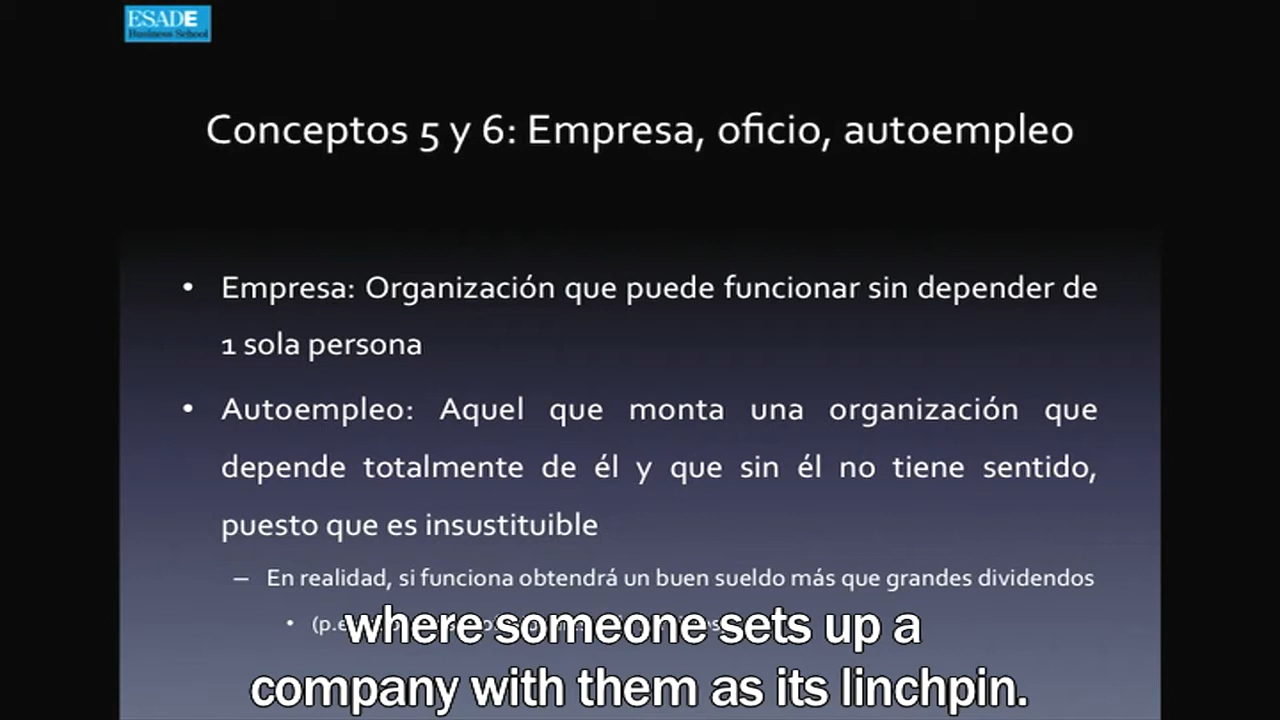 ESADE
Business School
Conceptos 5 y 6: Empresa, oficio, autoempleo
• Empresa: Organización que puede funcionar sin depender de
1 sola persona
• Autoempleo: Aquel que monta una organización que
depende totalmente de él y que sin él no tiene sentido,
puesto que es insustituible
– En realidad, si funciona obtendrá un buen sueldo más que grandes dividendos
where someone sets up a
company with them as its linchpin.